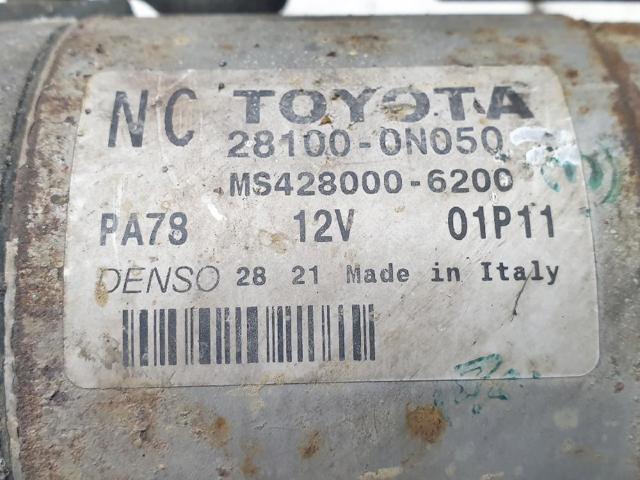 NC TOYOTA
28100-0N050
MS428000-6200
PA78 12V 01P11
DENSO 28 21 Made in Italy